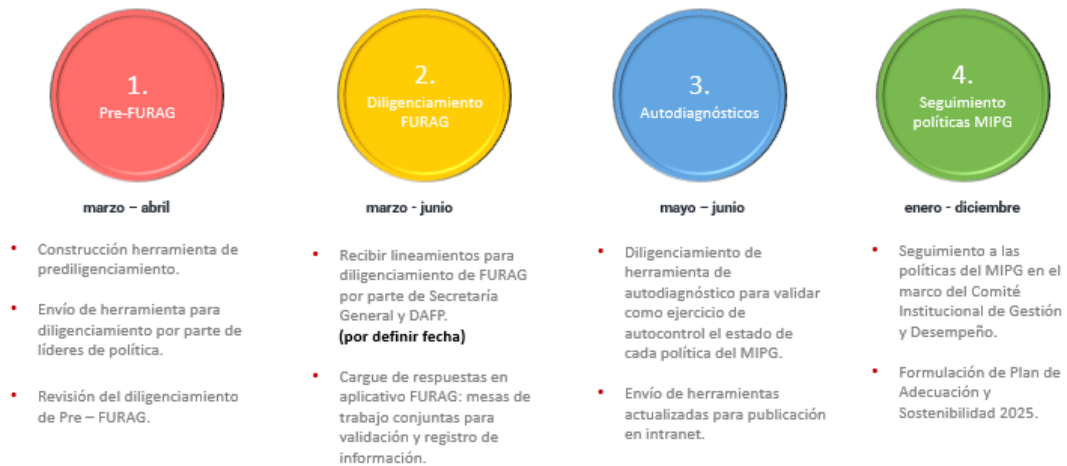 1.
Pre-FURAG
marzo – abril
• Construcción herramienta de
prediligenciamiento.
• Envío de herramienta para
diligenciamiento por parte de
líderes de política.
• Revisión del diligenciamiento
de Pre – FURAG.
2.
Diligenciamiento
FURAG
marzo - junio
• Recibir lineamientos para
diligenciamiento de FURAG
por parte de Secretaría
General y DAFP.
(por definir fecha)
• Cargue de respuestas en
aplicativo FURAG: mesas de
trabajo conjuntas para
validación y registro de
información.
3.
Autodiagnósticos
mayo – junio
• Diligenciamiento de
herramienta de
autodiagnóstico para validar
como ejercicio de
autocontrol el estado de
cada política del MIPG.
• Envío de herramientas
actualizadas para publicación
en intranet.
4.
Seguimiento
políticas MIPG
enero - diciembre
• Seguimiento a las
políticas del MIPG en el
marco del Comité
Institucional de Gestión
y Desempeño.
• Formulación de Plan de
Adecuación y
Sostenibilidad 2025.